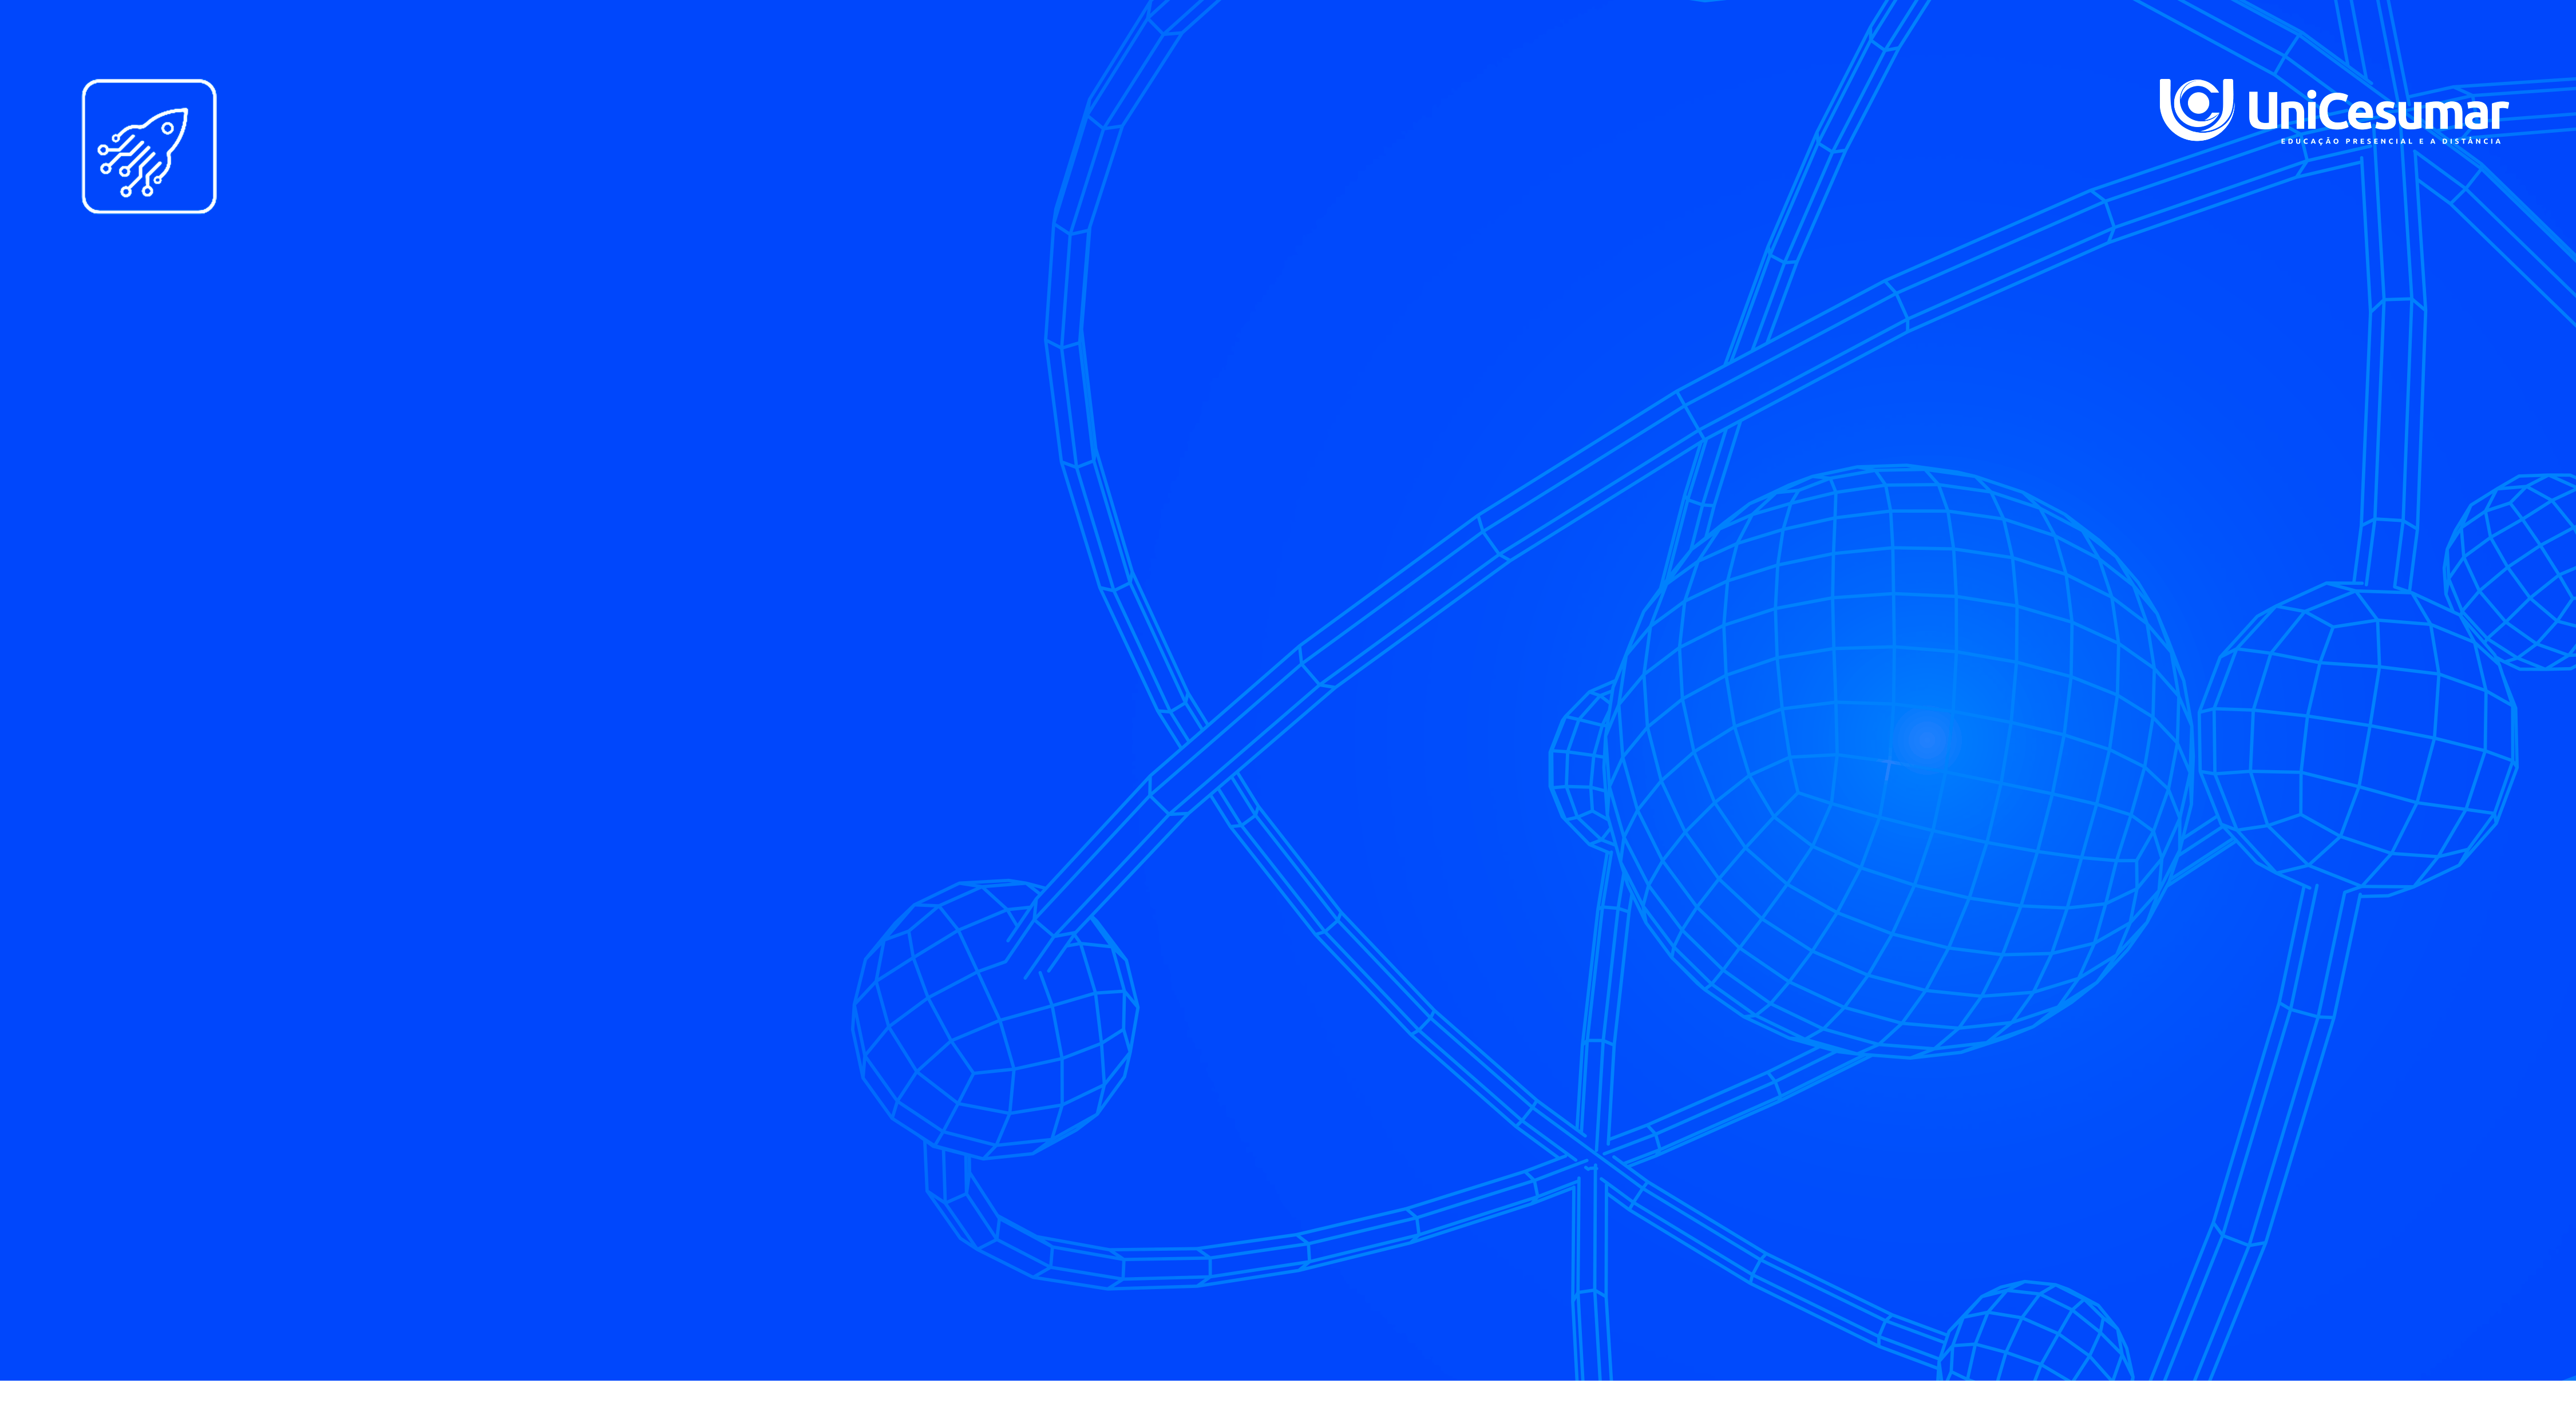 UniCesumar
EDUCAÇÃO PRESENCIAL E A DISTÂNCIA